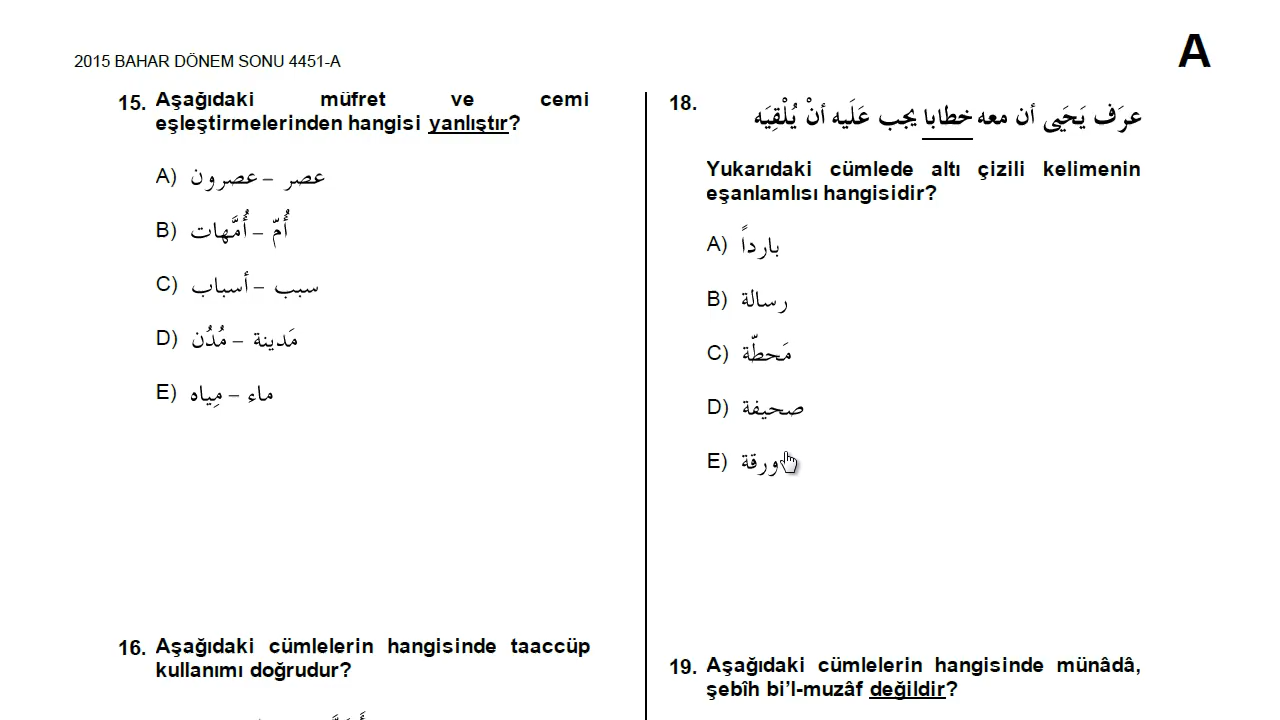 2015 BAHAR DÖNEM SONU 4451-A
A
15. Aşağıdaki müfret ve cemi
eşleştirmelerinden hangisi yanlıştır?
A) عصر – عصرون
B) أُمّ – أُمَّهات
C) سبب – أسباب
D) مَدينة – مُدُن
E) ماء – مِياه
16. Aşağıdaki cümlelerin hangisinde taaccüp
kullanımı doğrudur?
18. عرَف يَحَيى أن معه خطابا يجب عَلَيه أنْ يُلْقِيَه
Yukarıdaki cümlede altı çizili kelimenin
eşanlamlısı hangisidir?
A) بارداً
B) رسالة
C) مَحطّة
D) صحيفة
E) ورقة
19. Aşağıdaki cümlelerin hangisinde münâdâ,
şebîh bi’l-muzâf değildir?